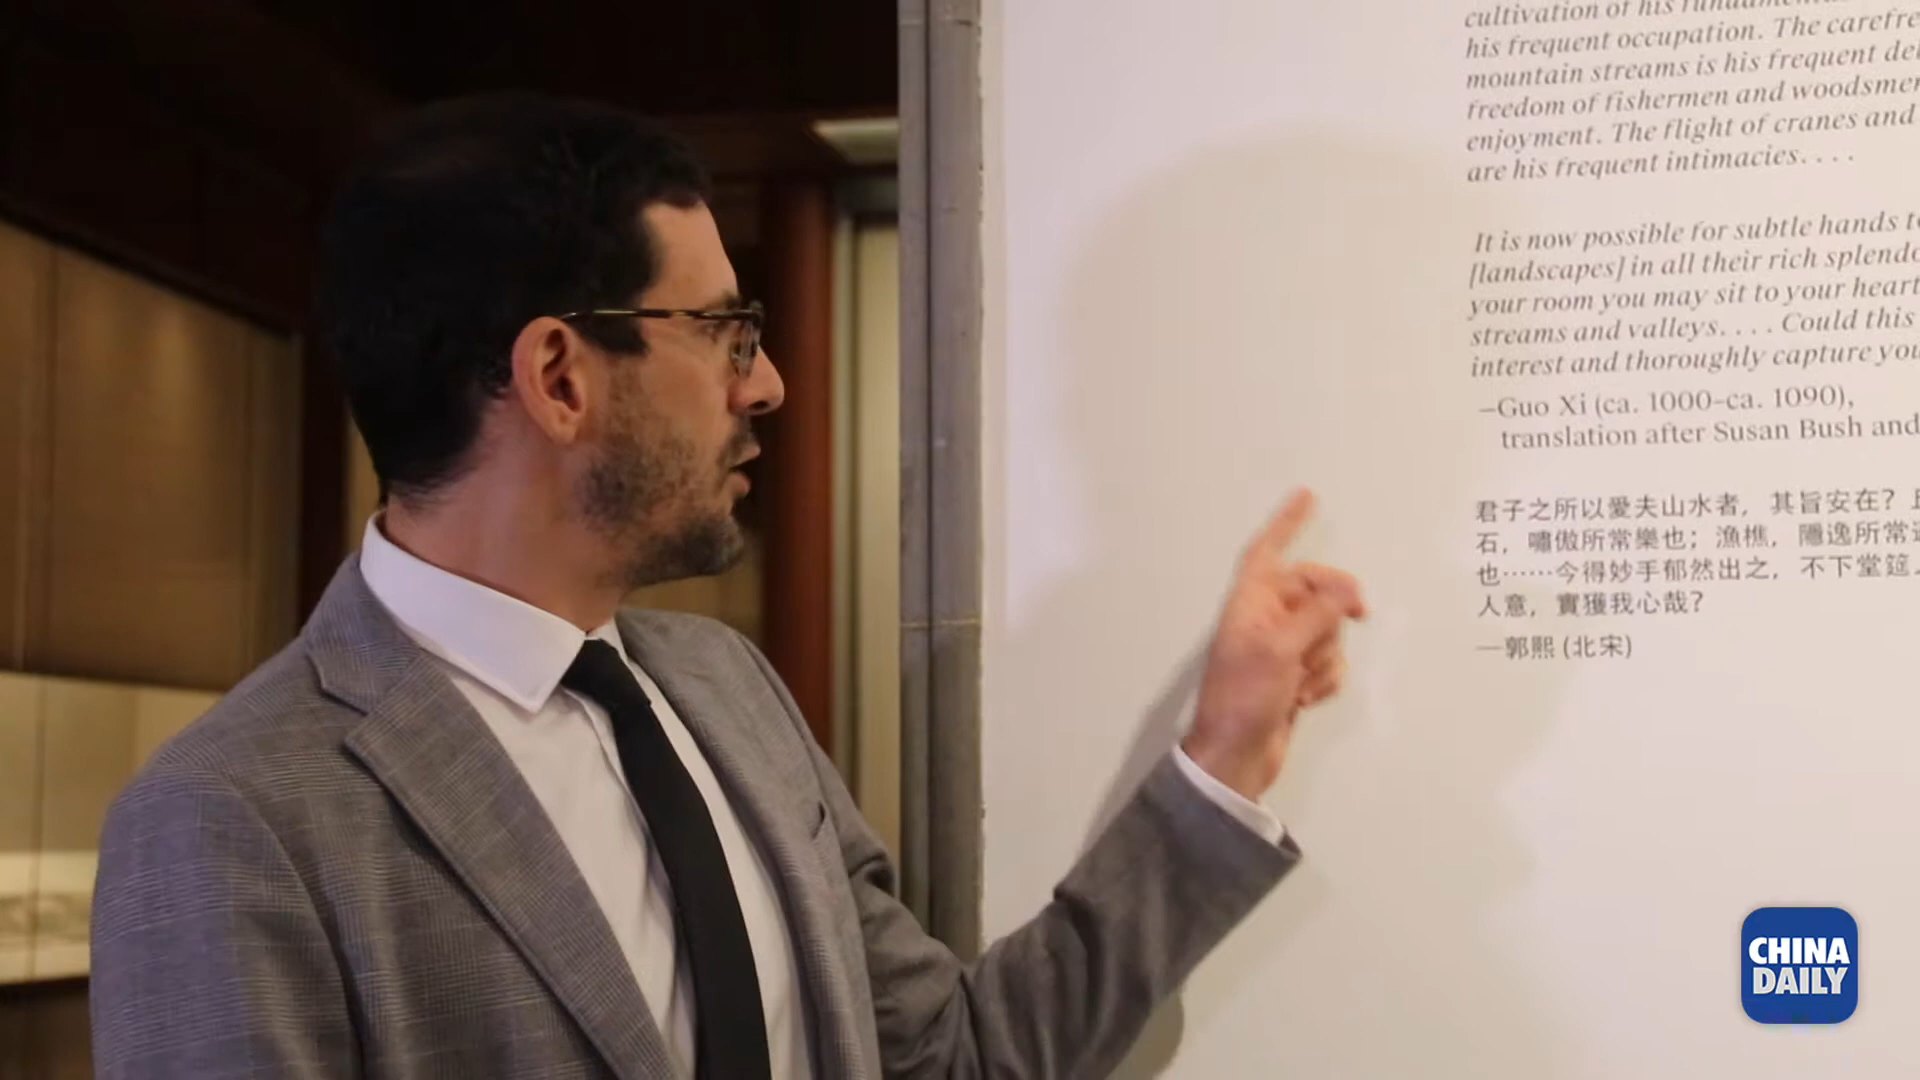 cultivation of his
his frequent occupation. The
mountain streams is his frequent
freedom of fishermen and
enjoyment. The flight of cranes and
are his frequent intimacies. . . .
It is now possible for subtle hands
[landscapes] in all their rich
your room you may sit to your
streams and valleys. . . . Could this
interest and thoroughly capture
—Guo Xi (ca. 1000–ca. 1090),
translation after Susan Bush and
君子之所以愛夫山水者，其旨安在？
石，嘯傲所常樂也；漁樵，隱逸所常
也……今得妙手郁然出之，不下堂筵
人意，實獲我心哉？
—郭熙 (北宋)
CHINA
DAILY